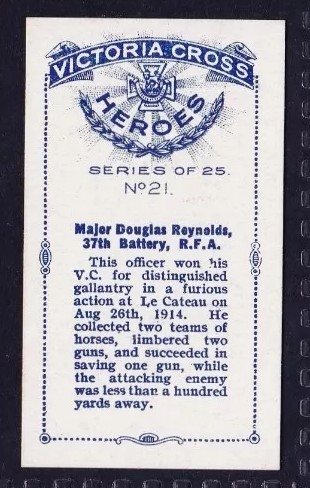 VICTORIA CROSS
HEROES
SERIES OF 25.
No 21.
Major Douglas Reynolds,
37th Battery, R.F.A.
This officer won his
V.C. for distinguished
gallantry in a furious
action at Le Cateau on
Aug 26th, 1914. He
collected two teams of
horses, limbered two
guns, and succeeded in
saving one gun, while
the attacking enemy
was less than a hundred
yards away.